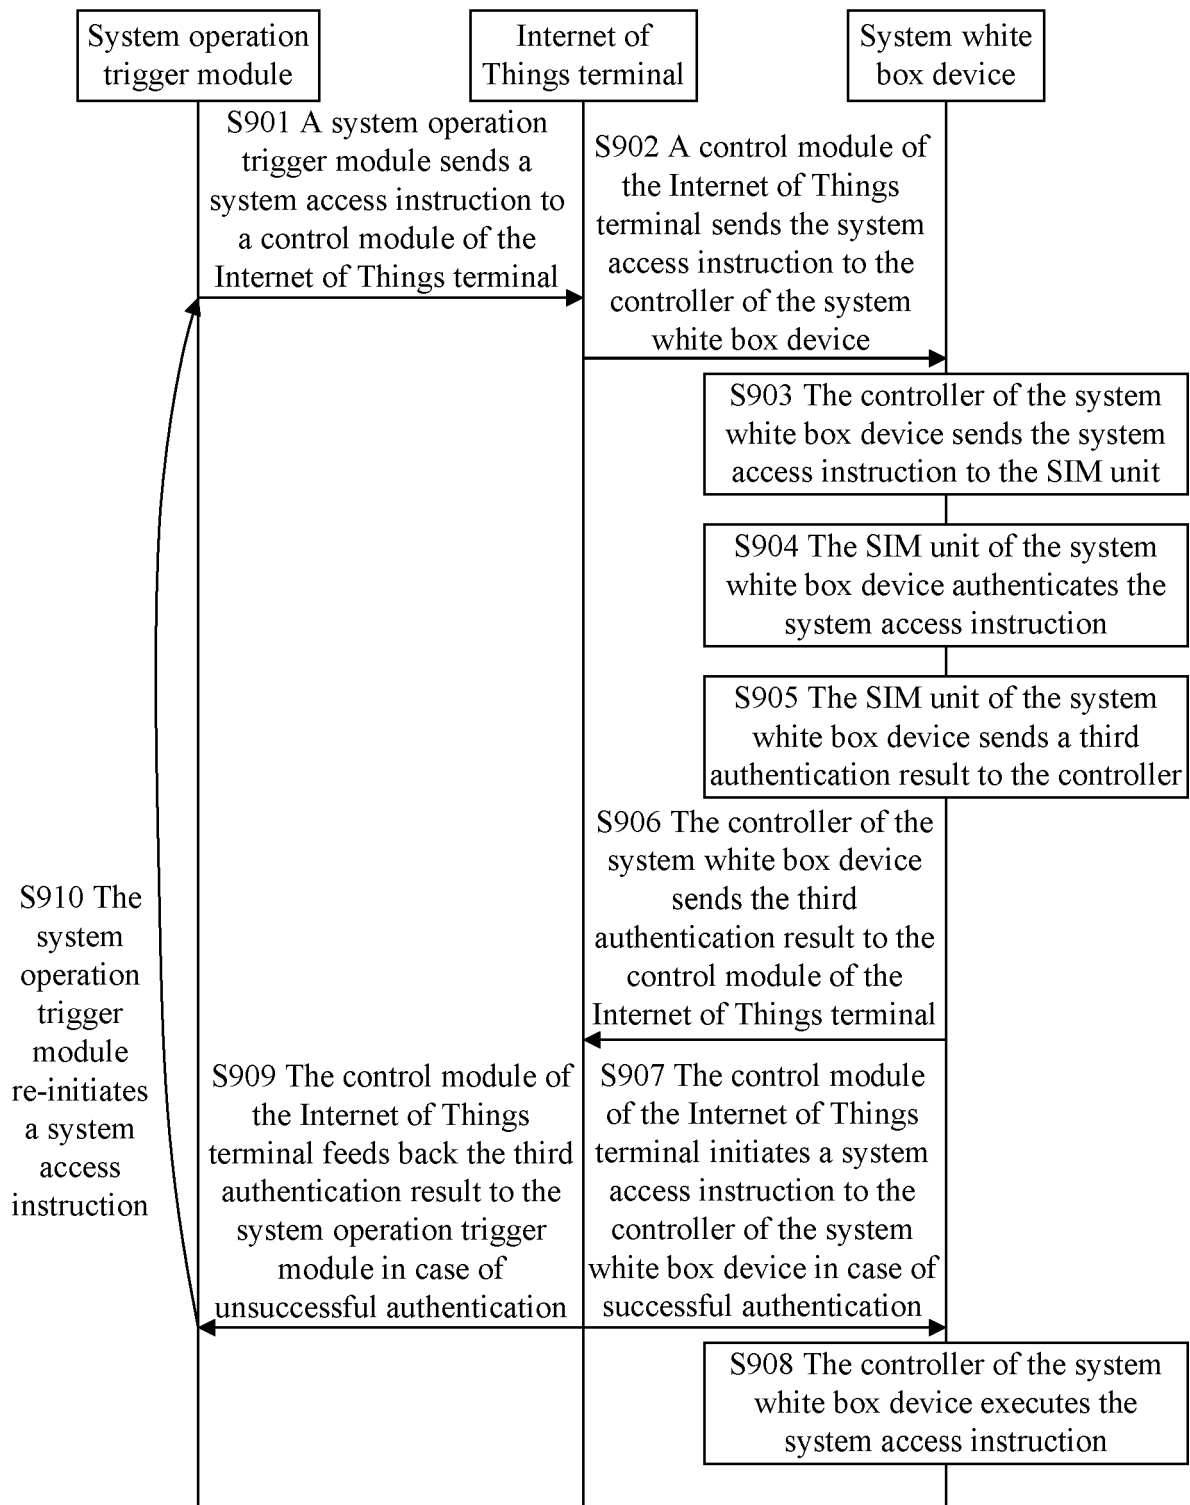 System operation
trigger module
Internet of
Things terminal
System white
box device
S901 A system operation
trigger module sends a
system access instruction to
a control module of the
Internet of Things terminal
S902 A control module of
the Internet of Things
terminal sends the system
access instruction to the
controller of the system
white box device
S903 The controller of the system
white box device sends the system
access instruction to the SIM unit
S904 The SIM unit of the system
white box device authenticates the
system access instruction
S905 The SIM unit of the system
white box device sends a third
authentication result to the controller
S906 The controller of the
system white box device
sends the third
authentication result to the
control module of the
Internet of Things terminal
S910 The
system
operation
trigger
module
re-initiates
a system
access
instruction
S909 The control module of
the Internet of Things
terminal feeds back the third
authentication result to the
system operation trigger
module in case of
unsuccessful authentication
S907 The control module
of the Internet of Things
terminal initiates a system
access instruction to the
controller of the system
white box device in case of
successful authentication
S908 The controller of the system
white box device executes the
system access instruction